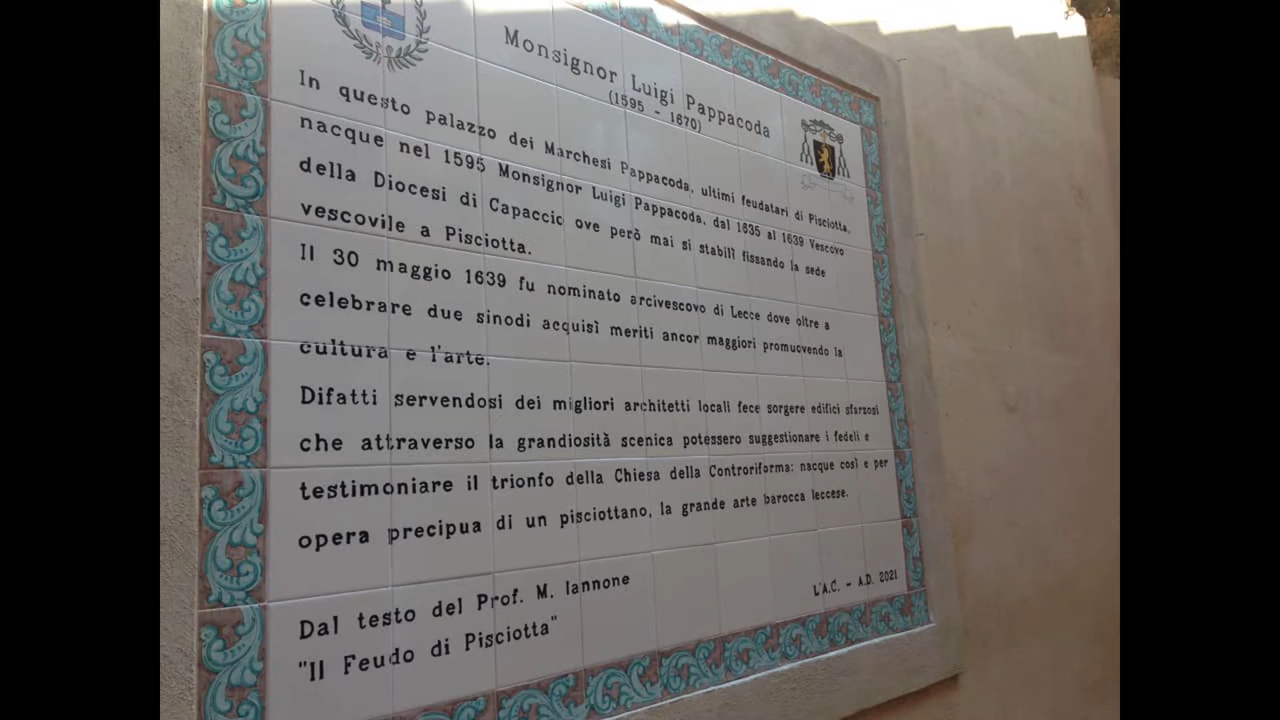 Monsignor Luigi Pappacoda
(1595 - 1670)
In questo palazzo dei Marchesi Pappacoda, ultimi feudatari di Pisciotta,
nacque nel 1595 Monsignor Luigi Pappacoda, dal 1635 al 1639 Vescovo
della Diocesi di Capaccio ove però mai si stabilì fissando la sede
vescovile a Pisciotta.
Il 30 maggio 1639 fu nominato arcivescovo di Lecce dove oltre a
celebrare due sinodi acquisì meriti ancor maggiori promuovendo la
cultura e l'arte.
Difatti servendosi dei migliori architetti locali fece sorgere edifici sfarzosi
che attraverso la grandiosità scenica potessero suggestionare i fedeli e
testimoniare il trionfo della Chiesa della Controriforma: nacque così e per
opera precipua di un pisciottano, la grande arte barocca leccese.
L'A.C. - A.D. 2021
Dal testo del Prof. M. Iannone
"Il Feudo di Pisciotta"